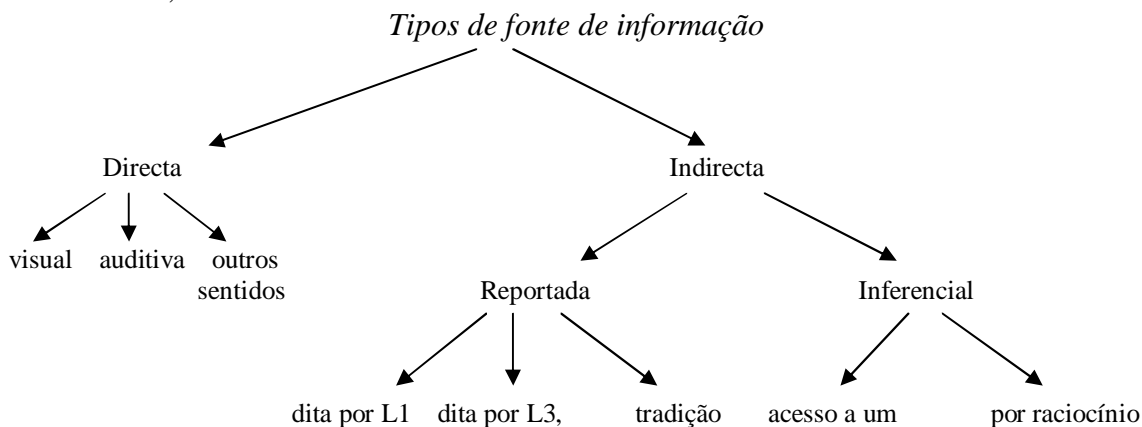 Tipos de fonte de informação
Directa Indirecta
visual auditiva outros
sentidos
Reportada Inferencial
dita por L1 dita por L3, tradição acesso a um por raciocínio